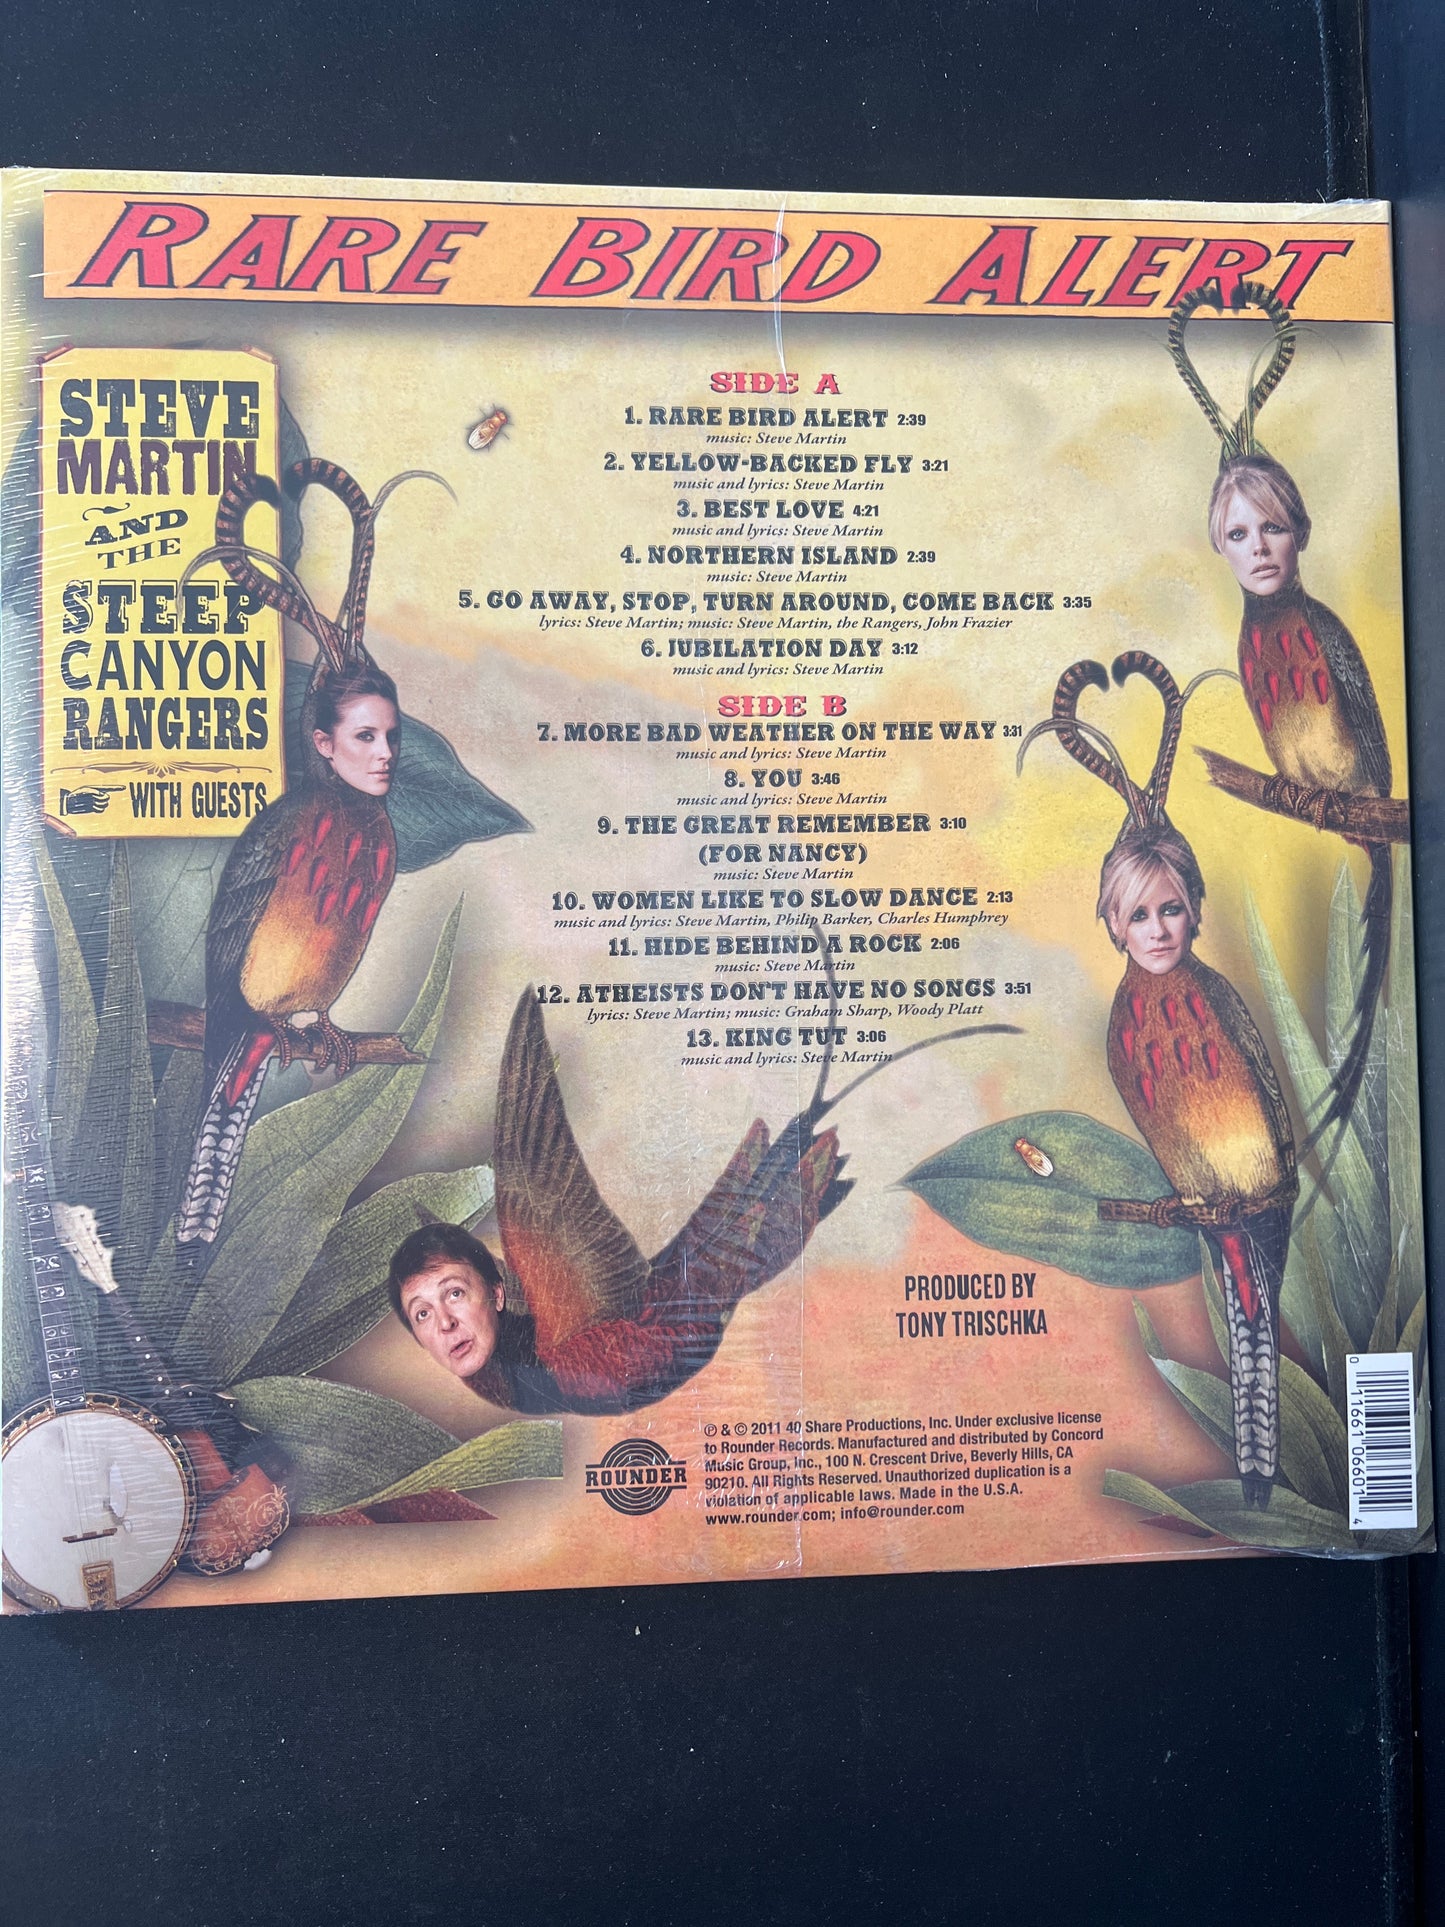 RARE BIRD ALERT
STEVE
MARTIN
AND
THE
STEEP
CANYON
RANGERS
WITH GUESTS
SIDE A
1. RARE BIRD ALERT 2:39
music: Steve Martin
2. YELLOW-BACKED FLY 3:21
music and lyrics: Steve Martin
3. BEST LOVE 4:21
music and lyrics: Steve Martin
4. NORTHERN ISLAND 2:39
music: Steve Martin
5. GO AWAY, STOP, TURN AROUND, COME BACK 3:35
lyrics: Steve Martin; music: Steve Martin, the Rangers, John Frazier
6. JUBILATION DAY 3:12
music and lyrics: Steve Martin
SIDE B
7. MORE BAD WEATHER ON THE WAY 3:31
music and lyrics: Steve Martin
8. YOU 3:46
music and lyrics: Steve Martin
9. THE GREAT REMEMBER 3:10
(FOR NANCY)
music: Steve Martin
10. WOMEN LIKE TO SLOW DANCE 2:13
music and lyrics: Steve Martin, Philip Barker, Charles Humphrey
11. HIDE BEHIND A ROCK 2:06
music: Steve Martin
12. ATHEISTS DON'T HAVE NO SONGS 3:51
lyrics: Steve Martin; music: Graham Sharp, Woody Platt
13. KING TUT 3:06
music and lyrics: Steve Martin
PRODUCED BY
TONY TRISCHKA
ROUNDER
℗ & © 2011 40 Share Productions, Inc. Under exclusive license
to Rounder Records. Manufactured and distributed by Concord
Music Group, Inc., 100 N. Crescent Drive, Beverly Hills, CA
90210. All Rights Reserved. Unauthorized duplication is a
violation of applicable laws. Made in the U.S.A.
www.rounder.com; info@rounder.com
0 11661 06601 4